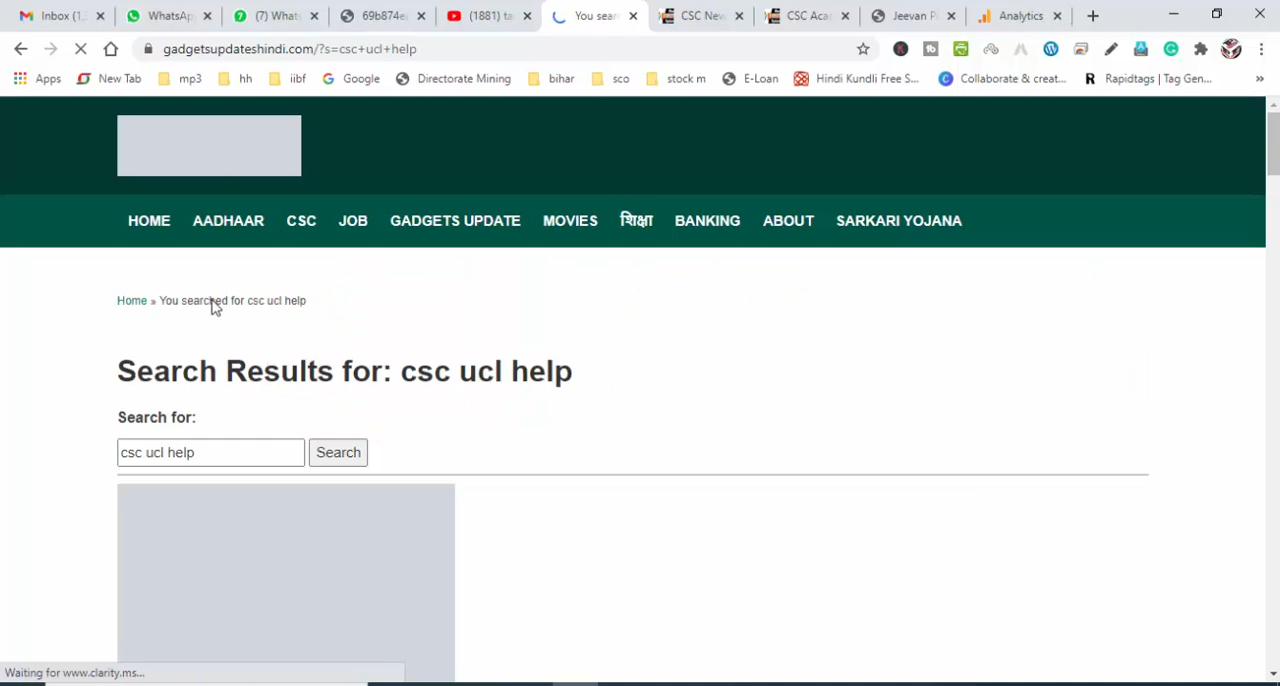 Inbox (1,
WhatsAp
(7) What
69b874e
(1881) ta
You sear
CSC New
CSC Aca
Jeevan P
Analytics
gadgetsupdateshindi.com/?s=csc+ucl+help
Apps
New Tab
mp3
hh
iibf
Google
Directorate Mining
bihar
sco
stock m
E-Loan
Hindi Kundli Free S...
Collaborate & creat...
Rapidtags | Tag Gen...
»
HOME AADHAAR CSC JOB GADGETS UPDATE MOVIES शिक्षा BANKING ABOUT SARKARI YOJANA
Home » You searched for csc ucl help
Search Results for: csc ucl help
Search for:
csc ucl help Search
Waiting for www.clarity.ms...